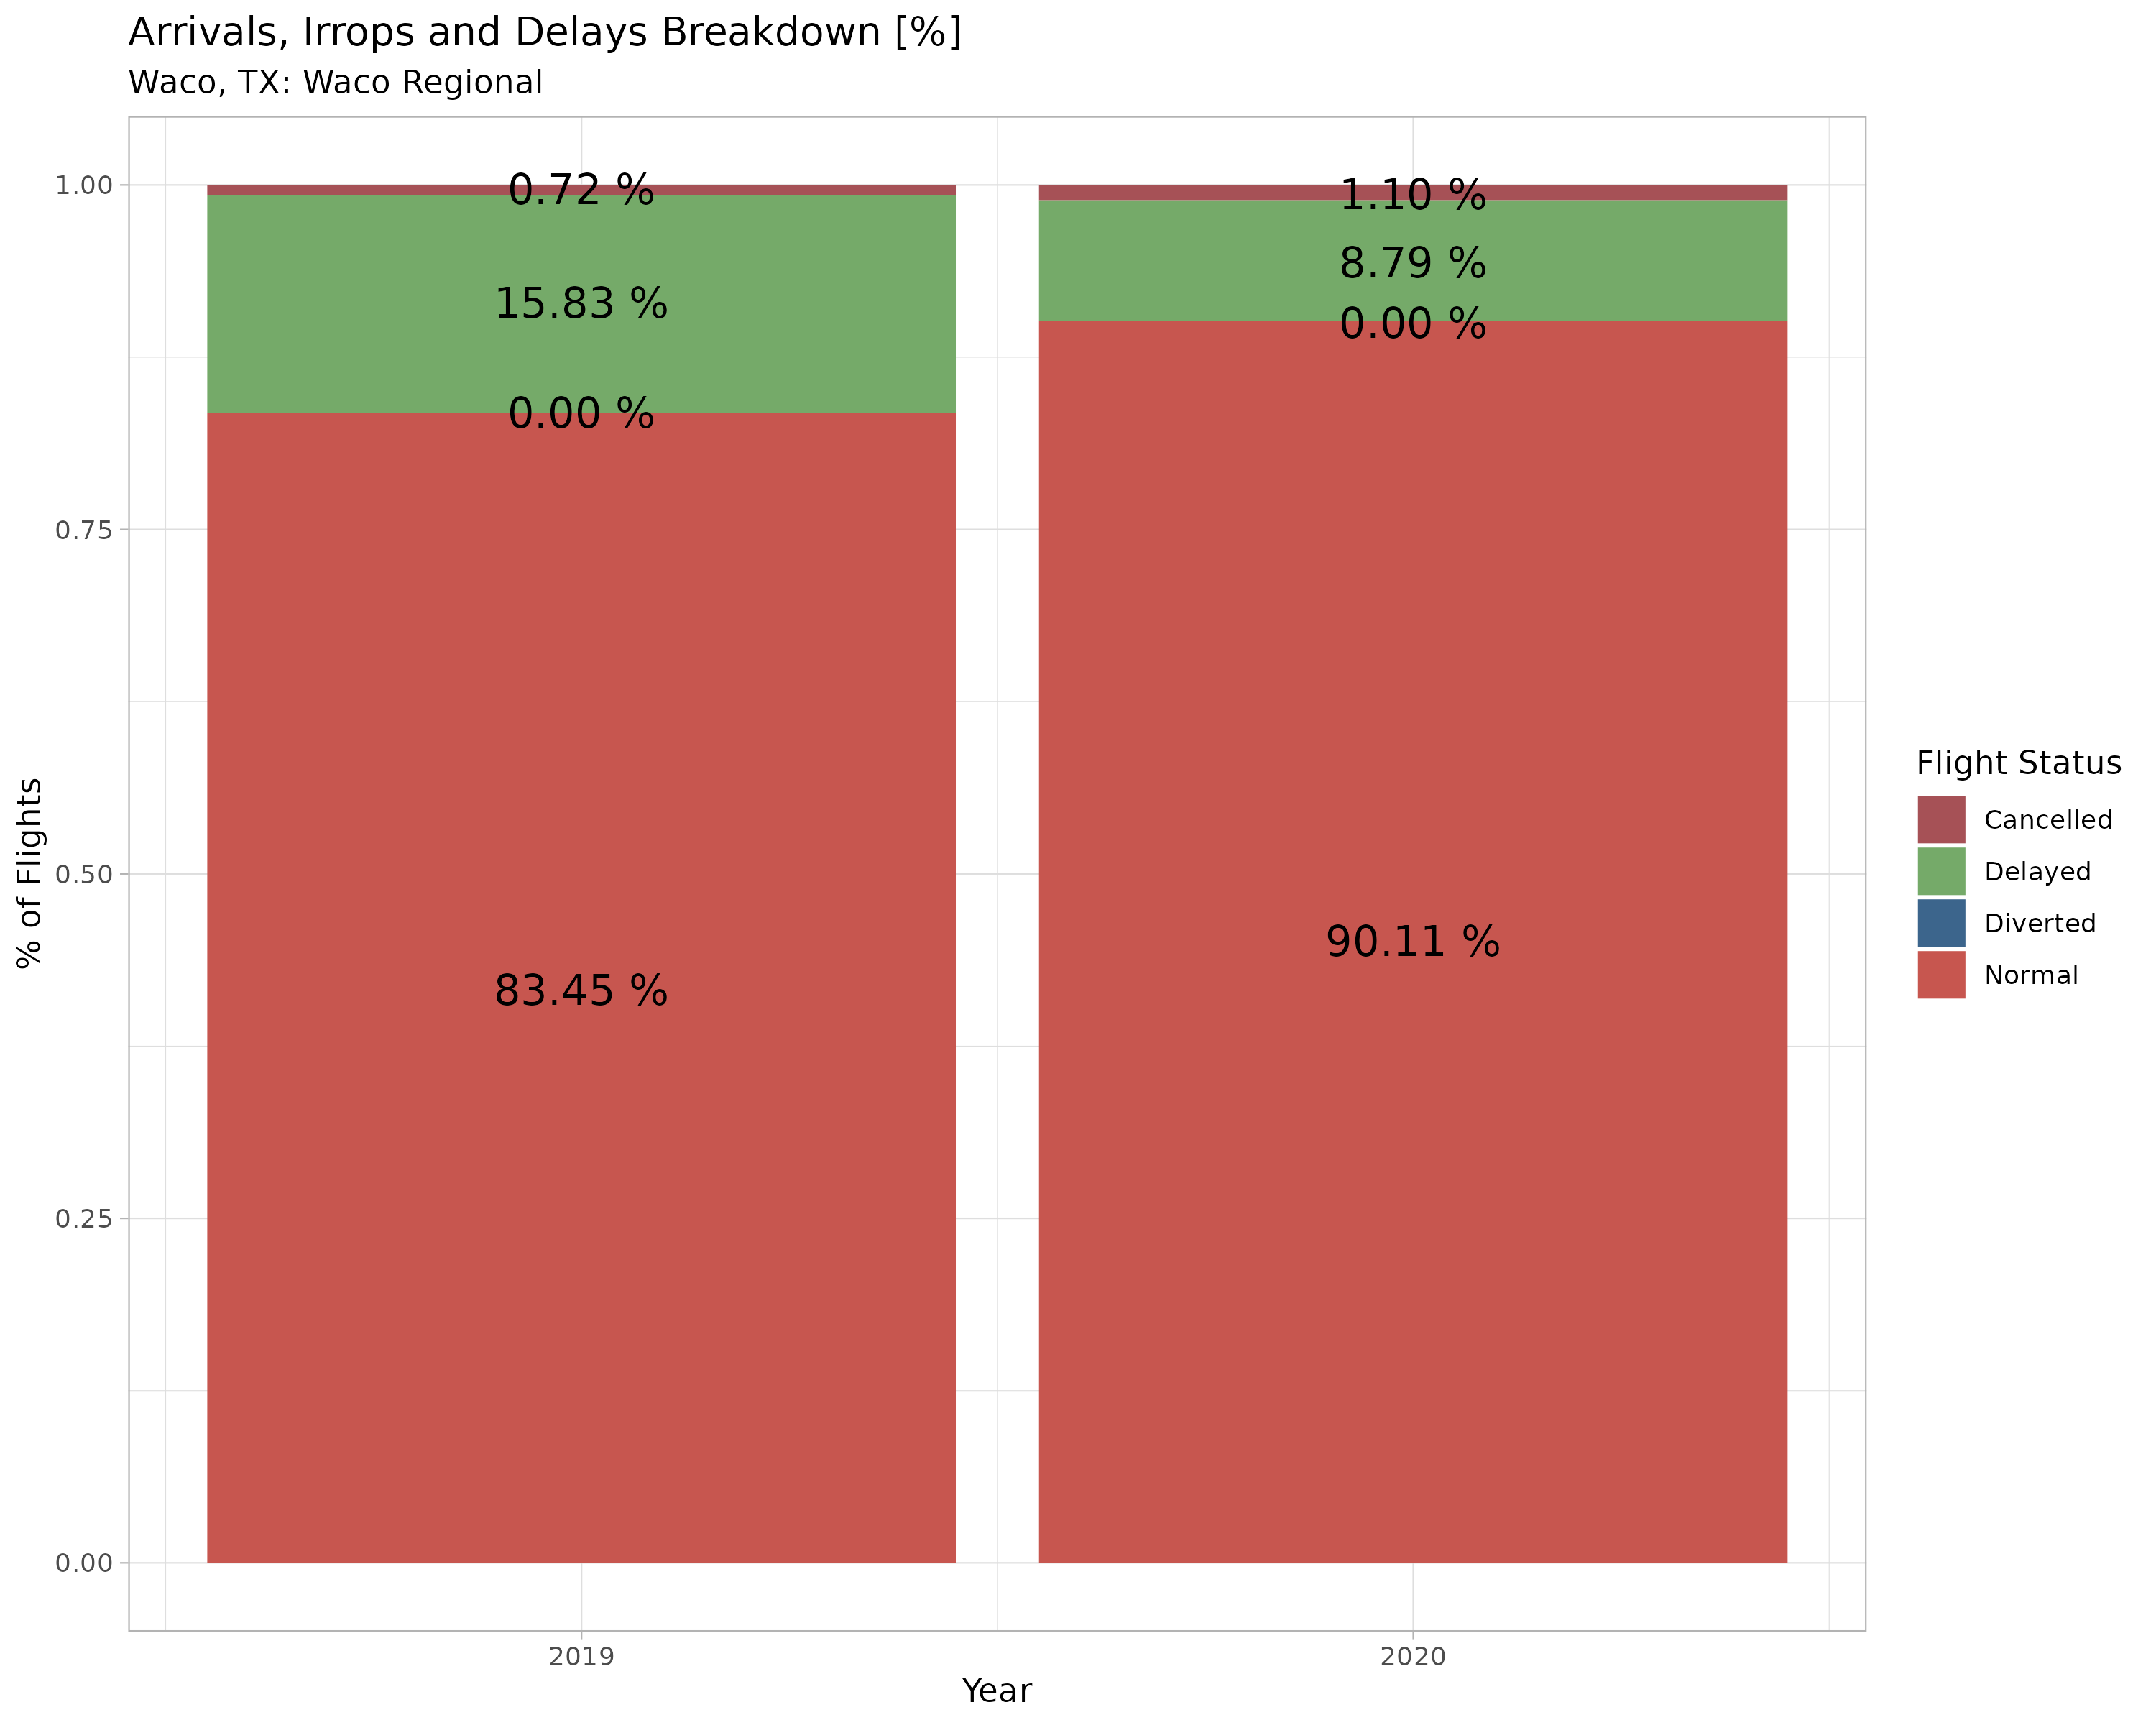 Arrivals, Irrops and Delays Breakdown [%]
Waco, TX: Waco Regional
% of Flights
1.00
0.75
0.50
0.25
0.00
0.72 %
15.83 %
0.00 %
83.45 %
1.10 %
8.79 %
0.00 %
90.11 %
2019
2020
Year
Flight Status
Cancelled
Delayed
Diverted
Normal